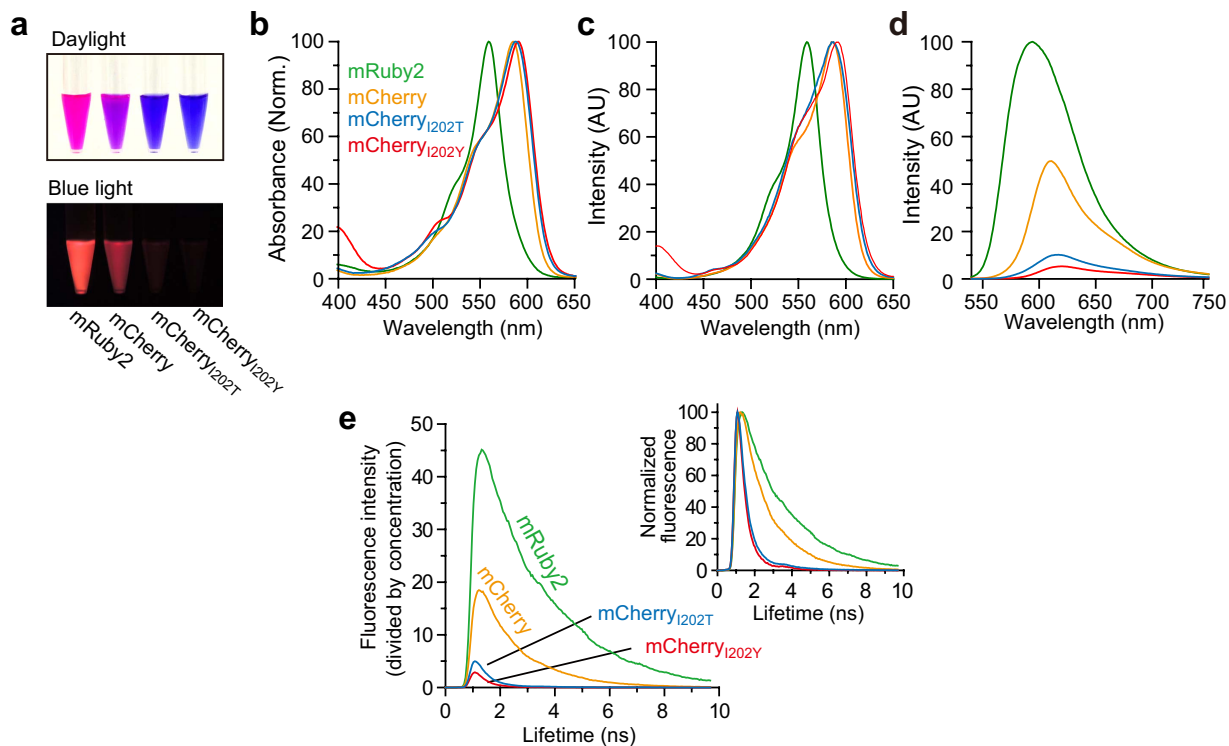 a
Daylight
Blue light
mRuby2
mCherry
mCherryI202T
mCherryI202Y
b
Absorbance (Norm.)
100
80
60
40
20
0
mRuby2
mCherry
mCherryI202T
mCherryI202Y
400 450 500 550 600 650
Wavelength (nm)
c
Intensity (AU)
100
80
60
40
20
0
400 450 500 550 600 650
Wavelength (nm)
d
Intensity (AU)
100
80
60
40
20
0
550 600 650 700 750
Wavelength (nm)
e
Fluorescence intensity
(divided by concentration)
50
45
30
20
10
0
mRuby2
mCherry
mCherryI202T
mCherryI202Y
0 2 4 6 8 10
Lifetime (ns)
Normalized
fluorescence
100
80
60
40
20
0
0 2 4 6 8 10
Lifetime (ns)